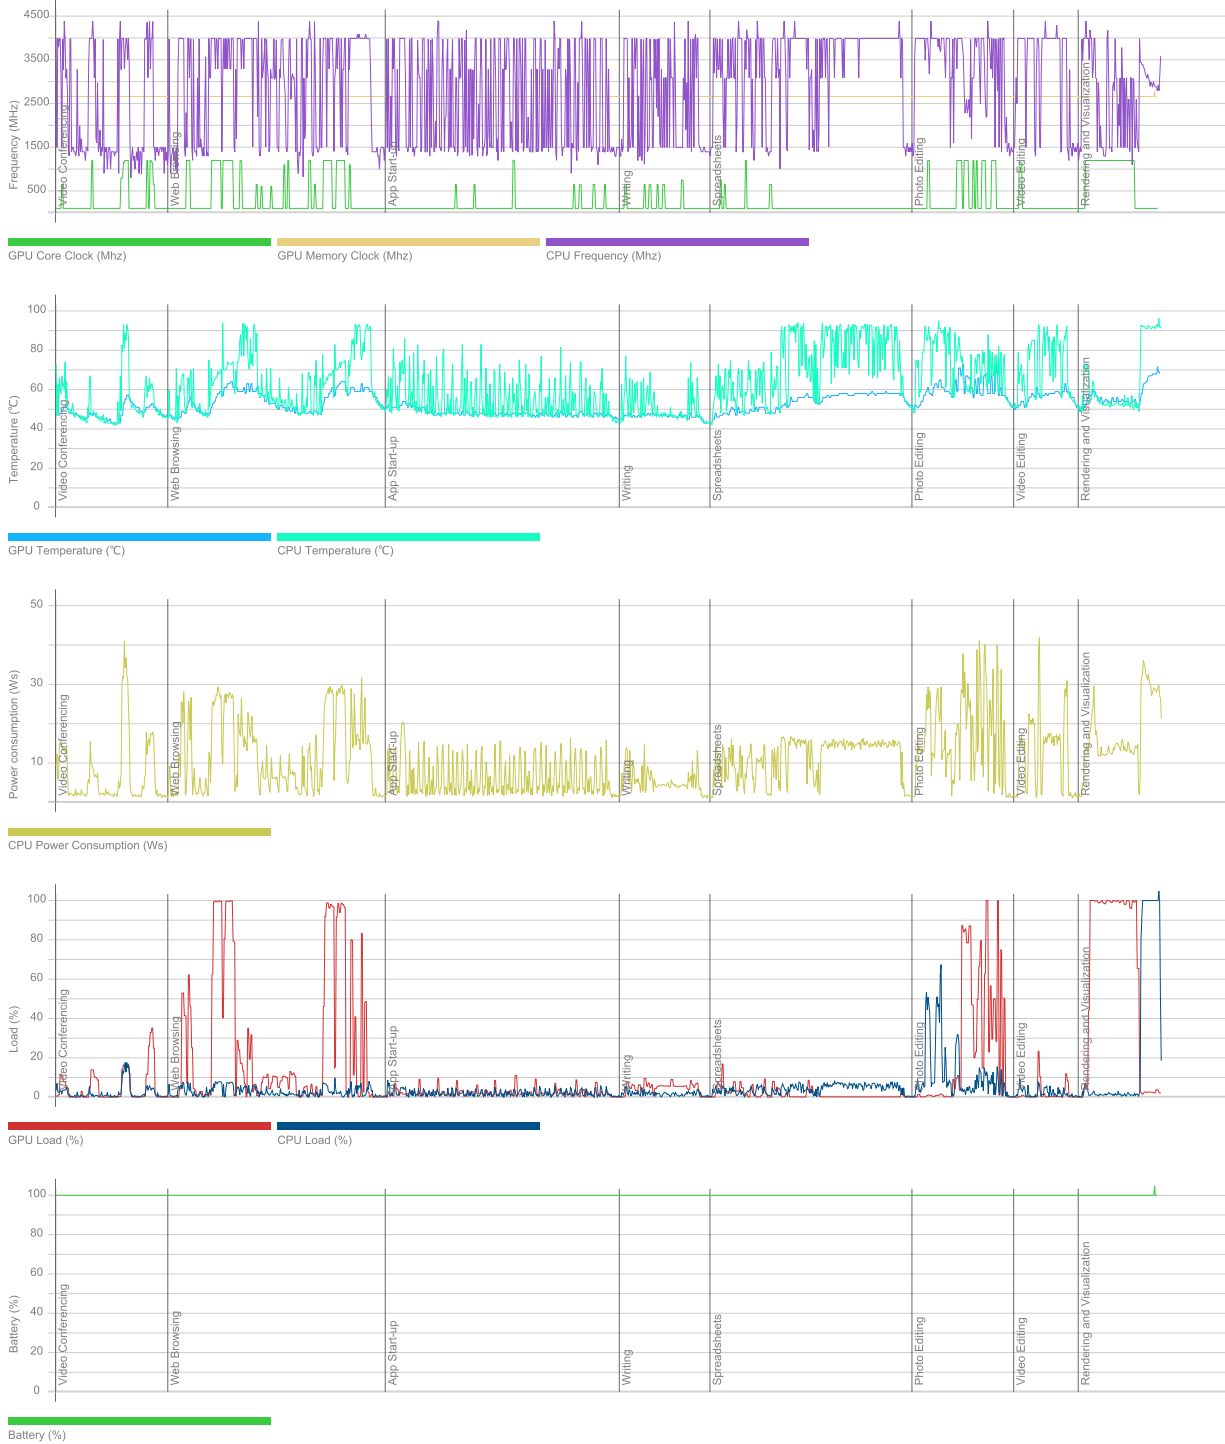 4500
3500
2500
1500
500
Frequency (MHz)
Video Conferencing
Web Browsing
App Start-up
Writing
Spreadsheets
Photo Editing
Video Editing
Rendering and Visualization
GPU Core Clock (Mhz)
GPU Memory Clock (Mhz)
CPU Frequency (Mhz)
100
80
60
40
20
0
Temperature (℃)
Video Conferencing
Web Browsing
App Start-up
Writing
Spreadsheets
Photo Editing
Video Editing
Rendering and Visualization
GPU Temperature (℃)
CPU Temperature (℃)
50
30
10
Power consumption (Ws)
Video Conferencing
Web Browsing
App Start-up
Writing
Spreadsheets
Photo Editing
Video Editing
Rendering and Visualization
CPU Power Consumption (Ws)
100
80
60
40
20
0
Load (%)
Video Conferencing
Web Browsing
App Start-up
Writing
Spreadsheets
Photo Editing
Video Editing
Rendering and Visualization
GPU Load (%)
CPU Load (%)
100
80
60
40
20
0
Battery (%)
Video Conferencing
Web Browsing
App Start-up
Writing
Spreadsheets
Photo Editing
Video Editing
Rendering and Visualization
Battery (%)